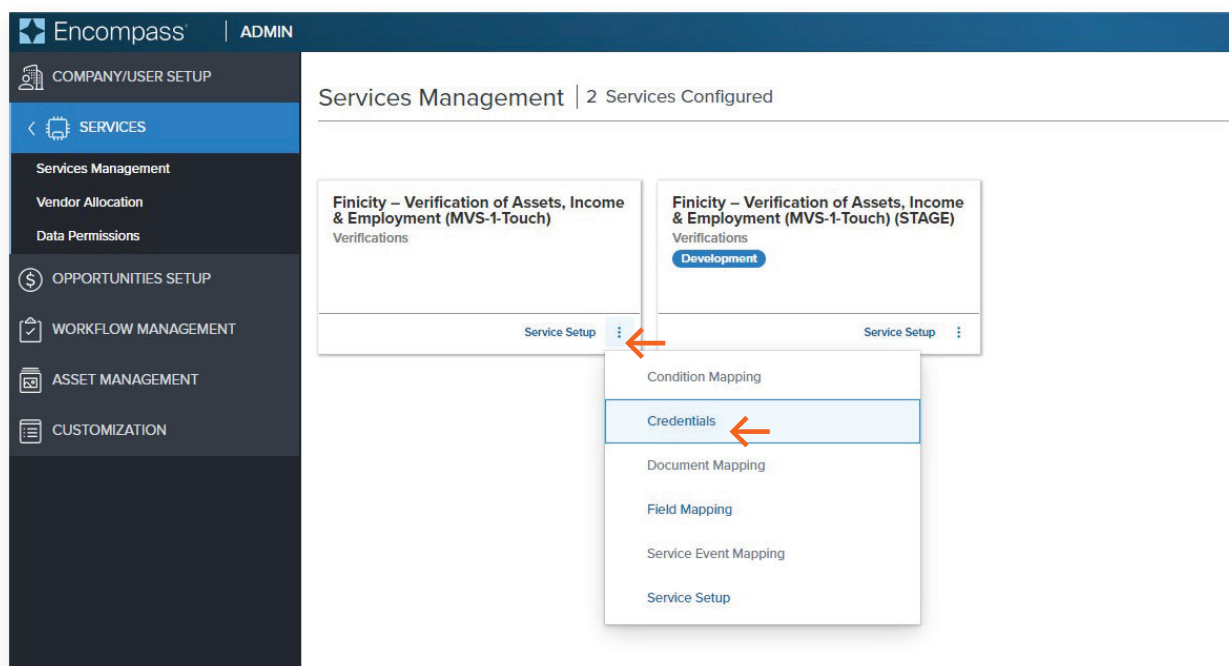 Encompass® | ADMIN
COMPANY/USER SETUP
SERVICES
Services Management
Vendor Allocation
Data Permissions
OPPORTUNITIES SETUP
WORKFLOW MANAGEMENT
ASSET MANAGEMENT
CUSTOMIZATION
Services Management | 2 Services Configured
Finicity – Verification of Assets, Income
& Employment (MVS-1-Touch)
Verifications
Service Setup
Finicity – Verification of Assets, Income
& Employment (MVS-1-Touch) (STAGE)
Verifications
Development
Service Setup
Condition Mapping
Credentials
Document Mapping
Field Mapping
Service Event Mapping
Service Setup